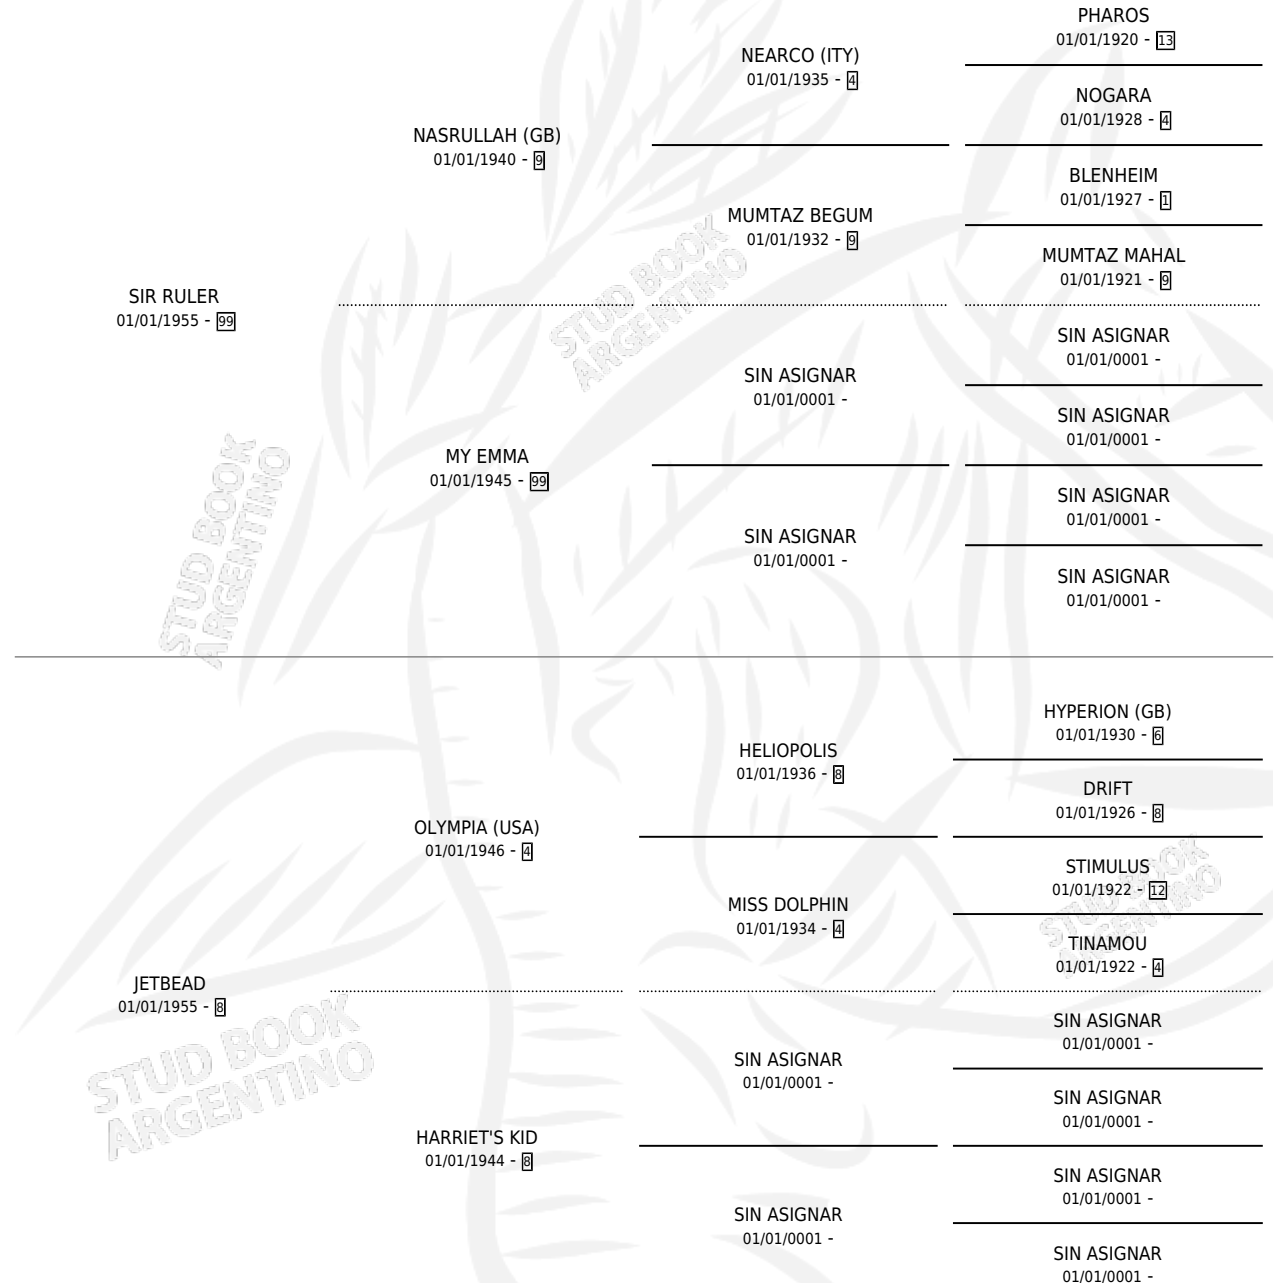 PHAROS
01/01/1920 - 13
NEARCO (ITY)
01/01/1935 - 4
NOGARA
01/01/1928 - 4
NASRULLAH (GB)
01/01/1940 - 9
BLENHEIM
01/01/1927 - 1
MUMTAZ BEGUM
01/01/1932 - 9
MUMTAZ MAHAL
01/01/1921 - 9
SIR RULER
01/01/1955 - 99
SIN ASIGNAR
01/01/0001 -
SIN ASIGNAR
01/01/0001 -
SIN ASIGNAR
01/01/0001 -
MY EMMA
01/01/1945 - 99
SIN ASIGNAR
01/01/0001 -
SIN ASIGNAR
01/01/0001 -
SIN ASIGNAR
01/01/0001 -
STUD BOOK
ARGENTINO
STUD BOOK
ARGENTINO
HYPERION (GB)
01/01/1930 - 6
HELIOPOLIS
01/01/1936 - 8
DRIFT
01/01/1926 - 8
OLYMPIA (USA)
01/01/1946 - 4
STIMULUS
01/01/1922 - 12
MISS DOLPHIN
01/01/1934 - 4
TINAMOU
01/01/1922 - 4
STUD BOOK
ARGENTINO
JETBEAD
01/01/1955 - 8
SIN ASIGNAR
01/01/0001 -
SIN ASIGNAR
01/01/0001 -
SIN ASIGNAR
01/01/0001 -
STUD BOOK
ARGENTINO
HARRIET'S KID
01/01/1944 - 8
SIN ASIGNAR
01/01/0001 -
SIN ASIGNAR
01/01/0001 -
SIN ASIGNAR
01/01/0001 -